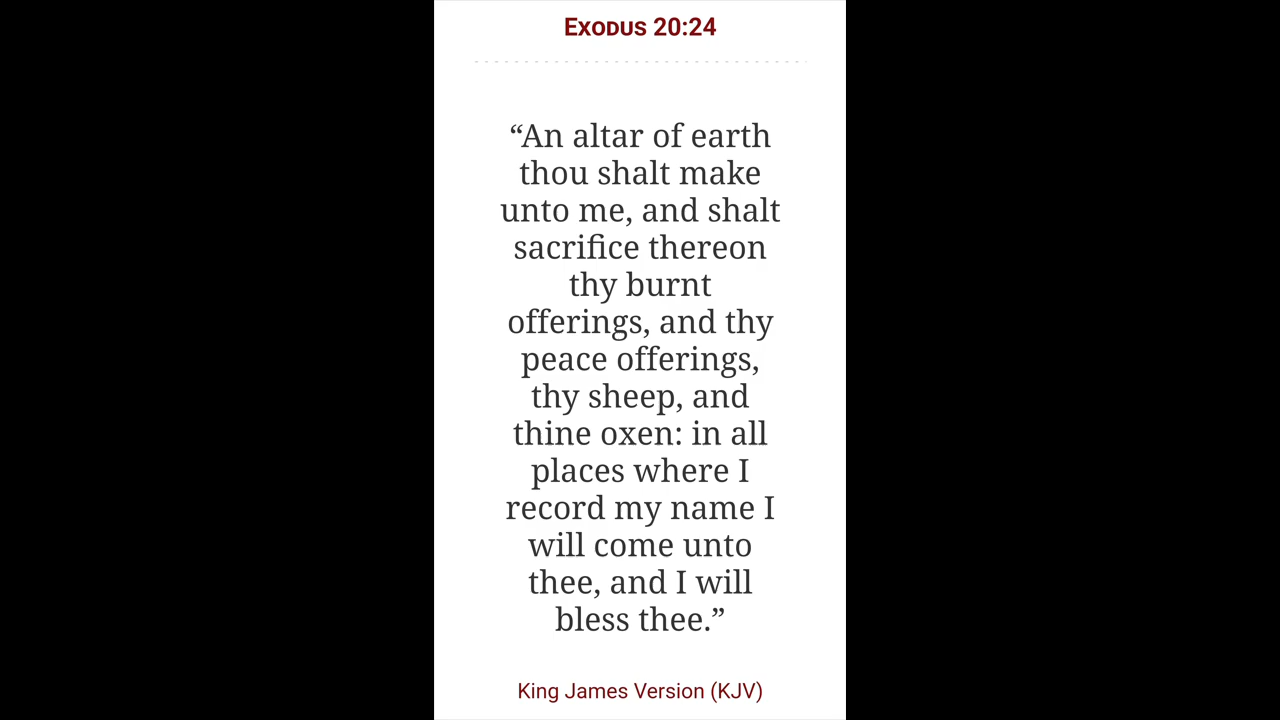 Exodus 20:24
“An altar of earth
thou shalt make
unto me, and shalt
sacrifice thereon
thy burnt
offerings, and thy
peace offerings,
thy sheep, and
thine oxen: in all
places where I
record my name I
will come unto
thee, and I will
bless thee.”
King James Version (KJV)